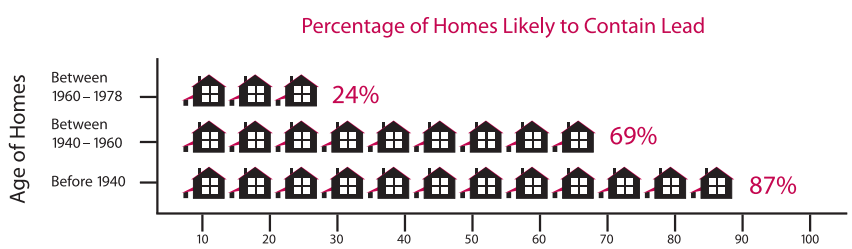 Percentage of Homes Likely to Contain Lead
Age of Homes
Between
1960 – 1978
24%
Between
1940 – 1960
69%
Before 1940
87%
10 20 30 40 50 60 70 80 90 100